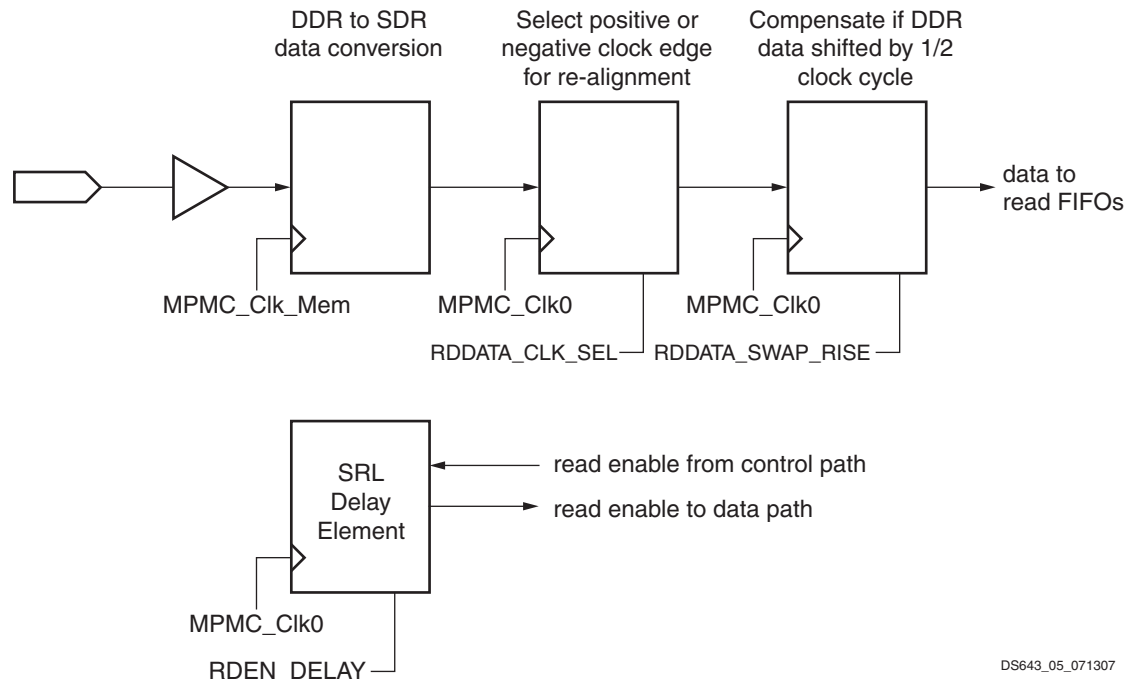 DDR to SDR
data conversion
Select positive or
negative clock edge
for re-alignment
Compensate if DDR
data shifted by 1/2
clock cycle
data to
read FIFOs
MPMC_Clk_Mem
MPMC_Clk0
MPMC_Clk0
RDDATA_CLK_SEL
RDDATA_SWAP_RISE
SRL
Delay
Element
read enable from control path
read enable to data path
MPMC_Clk0
RDEN_DELAY
DS643_05_071307